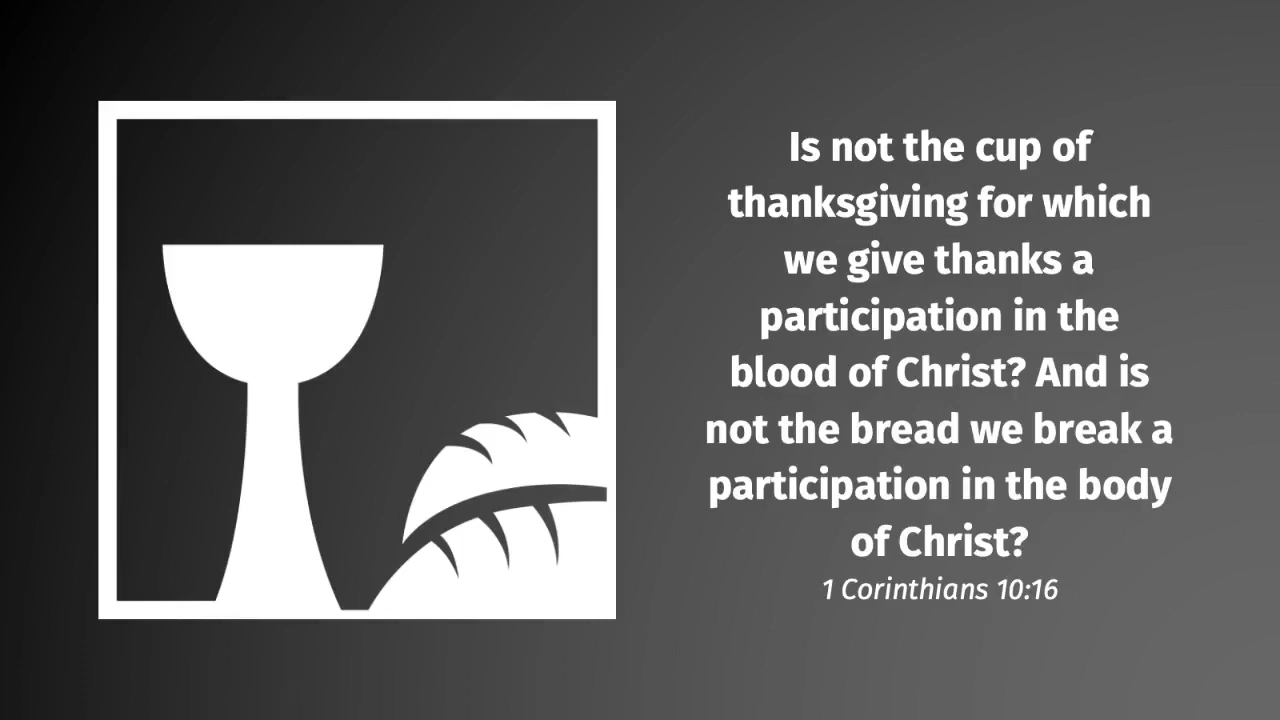 Is not the cup of
thanksgiving for which
we give thanks a
participation in the
blood of Christ? And is
not the bread we break a
participation in the body
of Christ?
1 Corinthians 10:16